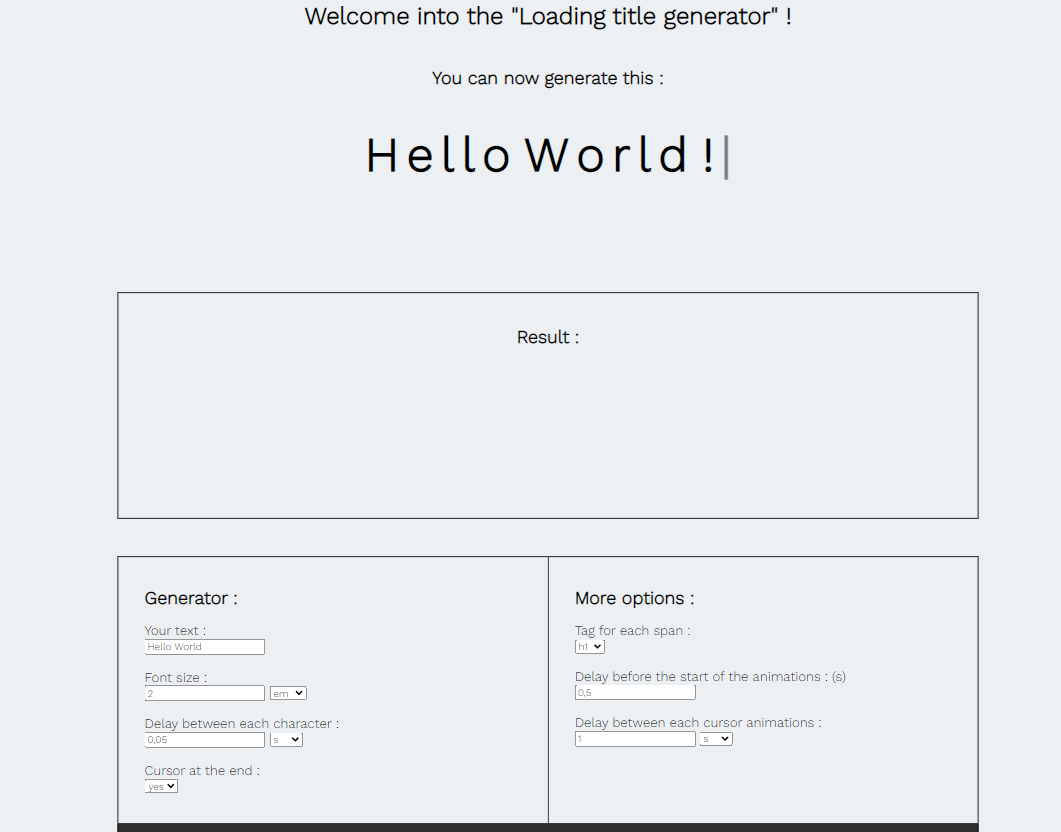 Welcome into the "Loading title generator" !
You can now generate this :
Hello World !|
Result :
Generator :
Your text :
Hello World
Font size :
2 em
Delay between each character :
0,05 s
Cursor at the end :
yes
More options :
Tag for each span :
h1
Delay before the start of the animations : (s)
0,5
Delay between each cursor animations :
1 s